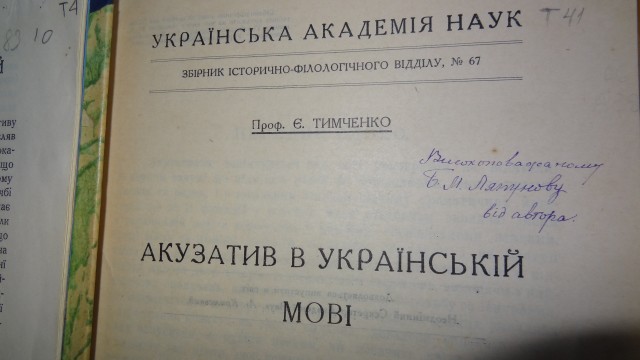 Т4
8910
Т41
УКРАЇНСЬКА АКАДЕМІЯ НАУК
ЗБІРНИК ІСТОРИЧНО-ФІЛОЛОГІЧНОГО ВІДДІЛУ, № 67
Проф. Є. ТИМЧЕНКО
Високоповажаному
Б. М. Ляпунову
від автора.
АКУЗАТИВ В УКРАЇНСЬКІЙ
МОВІ